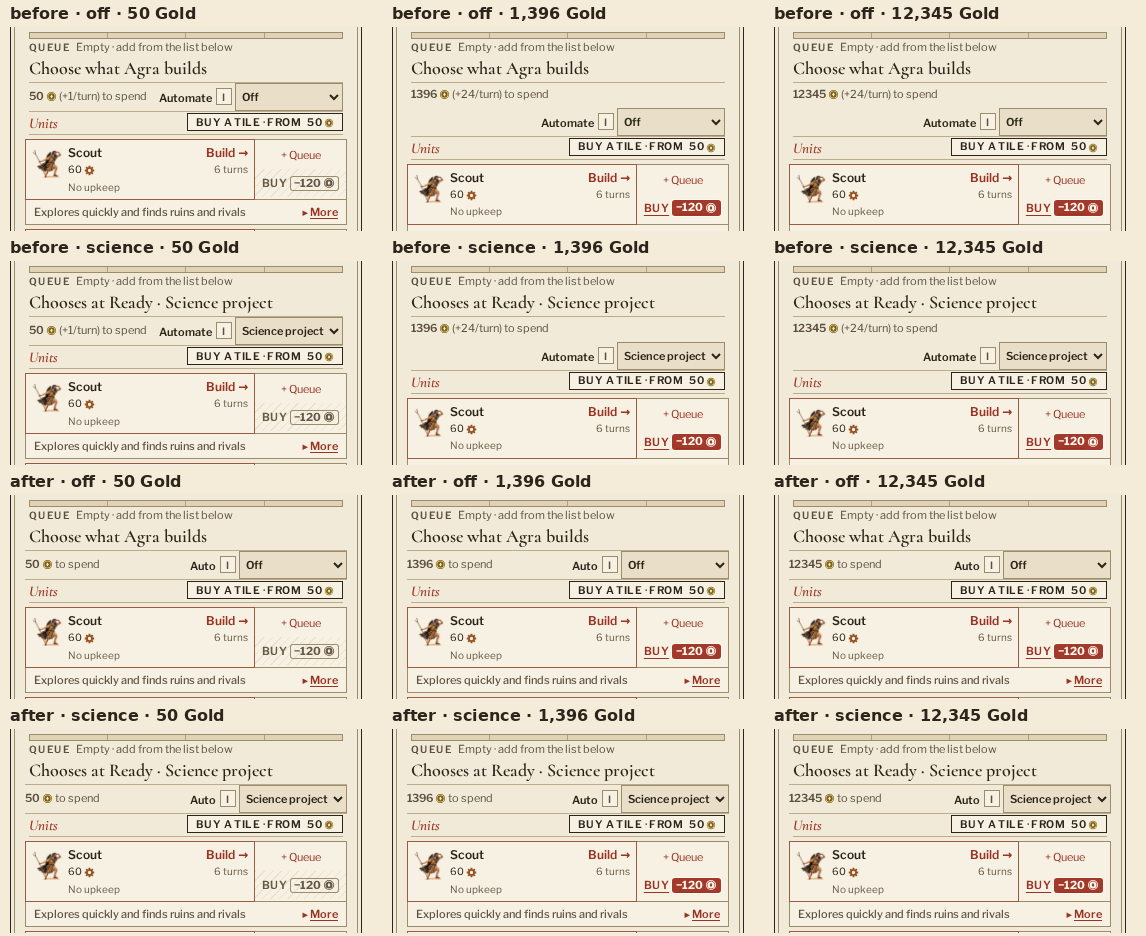 before · off · 50 Gold
QUEUE Empty · add from the list below
Choose what Agra builds
50 (+1/turn) to spend Automate I Off
Units BUY A TILE · FROM 50
Scout Build → + Queue
60 6 turns
No upkeep BUY −120
Explores quickly and finds ruins and rivals ▸ More
before · off · 1,396 Gold
QUEUE Empty · add from the list below
Choose what Agra builds
1396 (+24/turn) to spend
Automate I Off
Units BUY A TILE · FROM 50
Scout Build → + Queue
60 6 turns
No upkeep BUY −120
before · off · 12,345 Gold
QUEUE Empty · add from the list below
Choose what Agra builds
12345 (+24/turn) to spend
Automate I Off
Units BUY A TILE · FROM 50
Scout Build → + Queue
60 6 turns
No upkeep BUY −120
before · science · 50 Gold
QUEUE Empty · add from the list below
Chooses at Ready · Science project
50 (+1/turn) to spend Automate I Science project
Units BUY A TILE · FROM 50
Scout Build → + Queue
60 6 turns
No upkeep BUY −120
Explores quickly and finds ruins and rivals ▸ More
before · science · 1,396 Gold
QUEUE Empty · add from the list below
Chooses at Ready · Science project
1396 (+24/turn) to spend
Automate I Science project
Units BUY A TILE · FROM 50
Scout Build → + Queue
60 6 turns
No upkeep BUY −120
before · science · 12,345 Gold
QUEUE Empty · add from the list below
Chooses at Ready · Science project
12345 (+24/turn) to spend
Automate I Science project
Units BUY A TILE · FROM 50
Scout Build → + Queue
60 6 turns
No upkeep BUY −120
after · off · 50 Gold
QUEUE Empty · add from the list below
Choose what Agra builds
50 to spend Auto I Off
Units BUY A TILE · FROM 50
Scout Build → + Queue
60 6 turns
No upkeep BUY −120
Explores quickly and finds ruins and rivals ▸ More
after · off · 1,396 Gold
QUEUE Empty · add from the list below
Choose what Agra builds
1396 to spend Auto I Off
Units BUY A TILE · FROM 50
Scout Build → + Queue
60 6 turns
No upkeep BUY −120
Explores quickly and finds ruins and rivals ▸ More
after · off · 12,345 Gold
QUEUE Empty · add from the list below
Choose what Agra builds
12345 to spend Auto I Off
Units BUY A TILE · FROM 50
Scout Build → + Queue
60 6 turns
No upkeep BUY −120
Explores quickly and finds ruins and rivals ▸ More
after · science · 50 Gold
QUEUE Empty · add from the list below
Chooses at Ready · Science project
50 to spend Auto I Science project
Units BUY A TILE · FROM 50
Scout Build → + Queue
60 6 turns
No upkeep BUY −120
Explores quickly and finds ruins and rivals ▸ More
after · science · 1,396 Gold
QUEUE Empty · add from the list below
Chooses at Ready · Science project
1396 to spend Auto I Science project
Units BUY A TILE · FROM 50
Scout Build → + Queue
60 6 turns
No upkeep BUY −120
Explores quickly and finds ruins and rivals ▸ More
after · science · 12,345 Gold
QUEUE Empty · add from the list below
Chooses at Ready · Science project
12345 to spend Auto I Science project
Units BUY A TILE · FROM 50
Scout Build → + Queue
60 6 turns
No upkeep BUY −120
Explores quickly and finds ruins and rivals ▸ More